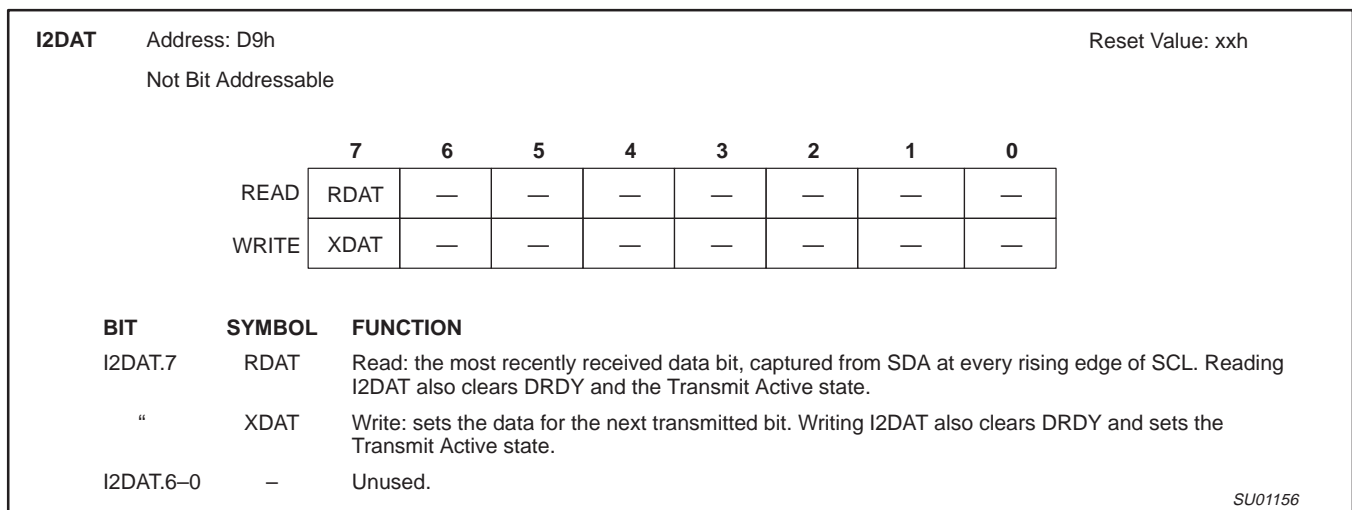 I2DAT Address: D9h Reset Value: xxh
Not Bit Addressable
7 6 5 4 3 2 1 0
READ RDAT — — — — — — —
WRITE XDAT — — — — — — —
BIT SYMBOL FUNCTION
I2DAT.7 RDAT Read: the most recently received data bit, captured from SDA at every rising edge of SCL. Reading
I2DAT also clears DRDY and the Transmit Active state.
“ XDAT Write: sets the data for the next transmitted bit. Writing I2DAT also clears DRDY and sets the
Transmit Active state.
I2DAT.6–0 – Unused.
SU01156